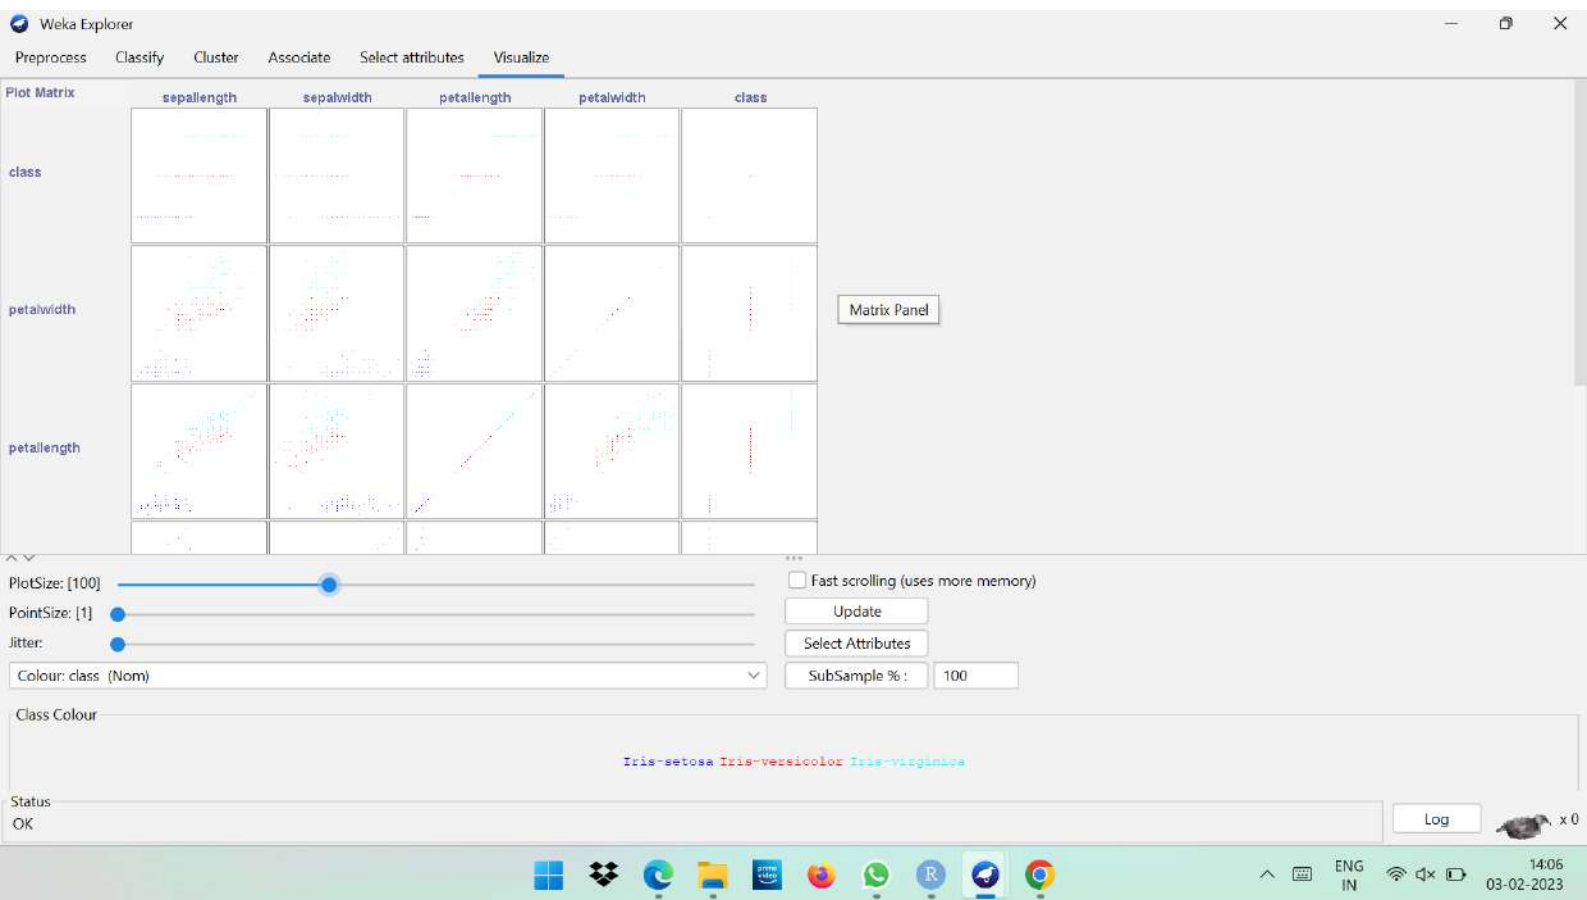 Weka Explorer
Preprocess Classify Cluster Associate Select attributes Visualize
Plot Matrix sepallength sepalwidth petallength petalwidth class
class
petalwidth
Matrix Panel
petallength
PlotSize: [100]
Fast scrolling (uses more memory)
PointSize: [1]
Update
Jitter:
Select Attributes
Colour: class (Nom)
SubSample % : 100
Class Colour
Iris-setosa Iris-versicolor Iris-virginica
Status
OK
Log x 0
prime video
R
ENG
IN
14:06
03-02-2023